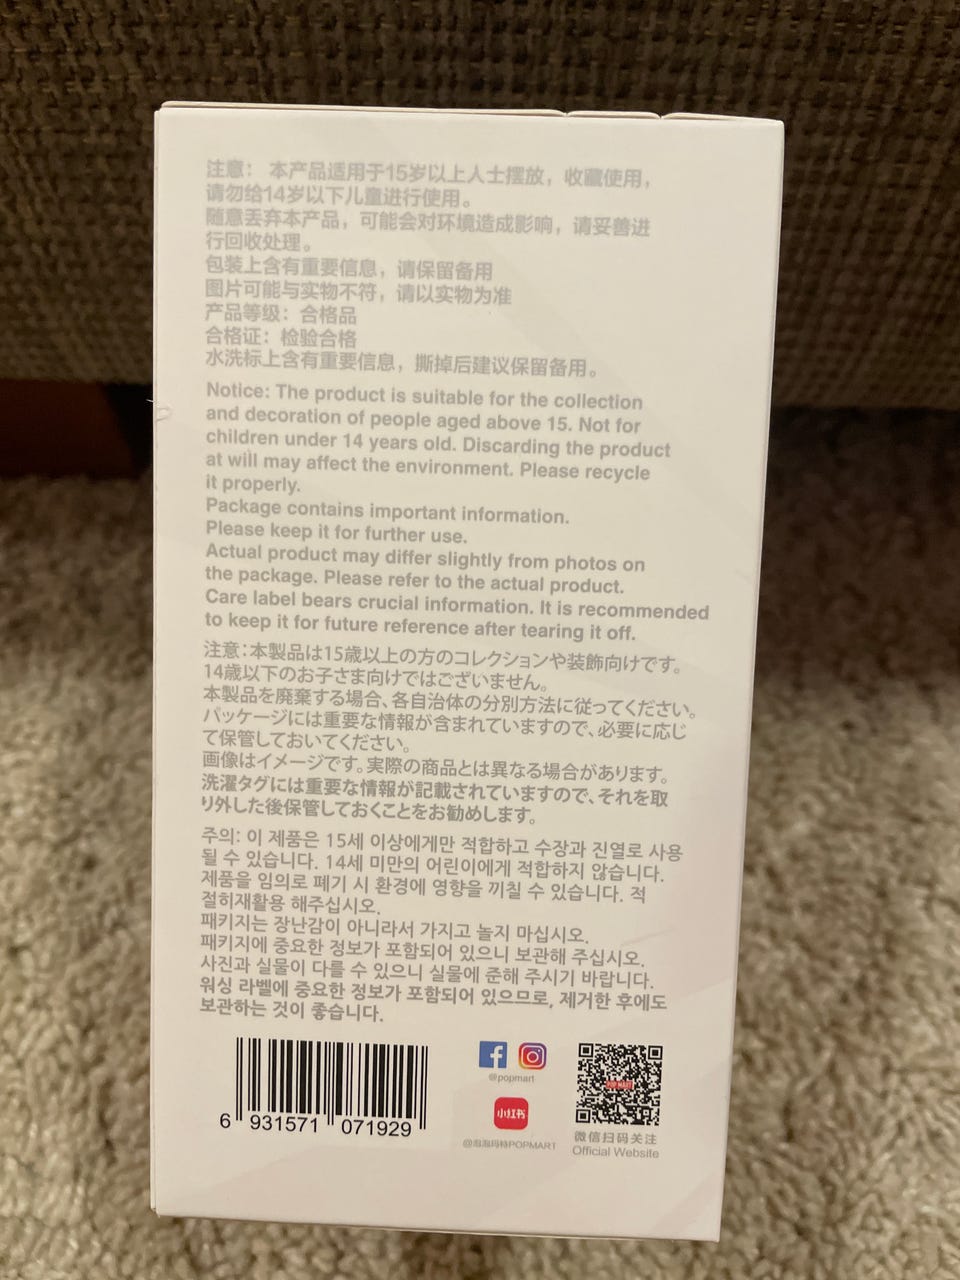 注意： 本产品适用于15岁以上人士摆放，收藏使用，
请勿给14岁以下儿童进行使用。
随意丢弃本产品，可能会对环境造成影响，请妥善进
行回收处理。
包装上含有重要信息，请保留备用
图片可能与实物不符，请以实物为准
产品等级：合格品
合格证：检验合格
水洗标上含有重要信息，撕掉后建议保留备用。
Notice: The product is suitable for the collection
and decoration of people aged above 15. Not for
children under 14 years old. Discarding the product
at will may affect the environment. Please recycle
it properly.
Package contains important information.
Please keep it for further use.
Actual product may differ slightly from photos on
the package. Please refer to the actual product.
Care label bears crucial information. It is recommended
to keep it for future reference after tearing it off.
注意：本製品は15歳以上の方のコレクションや装飾向けです。
14歳以下のお子さま向けではございません。
本製品を廃棄する場合、各自治体の分別方法に従ってください。
パッケージには重要な情報が含まれていますので、必要に応じ
て保管しておいてください。
画像はイメージです。実際の商品とは異なる場合があります。
洗濯タグには重要な情報が記載されていますので、それを取
り外した後保管しておくことをお勧めします。
주의: 이 제품은 15세 이상에게만 적합하고 수장과 진열로 사용
될 수 있습니다. 14세 미만의 어린이에게 적합하지 않습니다.
제품을 임의로 폐기 시 환경에 영향을 끼칠 수 있습니다. 적
절히재활용 해주십시오.
패키지는 장난감이 아니라서 가지고 놀지 마십시오.
패키지에 중요한 정보가 포함되어 있으니 보관해 주십시오.
사진과 실물이 다를 수 있으니 실물에 준해 주시기 바랍니다.
워싱 라벨에 중요한 정보가 포함되어 있으므로, 제거한 후에도
보관하는 것이 좋습니다.
6 931571 071929
@popmart
小红书
@泡泡玛特POPMART
POP MART
微信扫码关注
Official Website